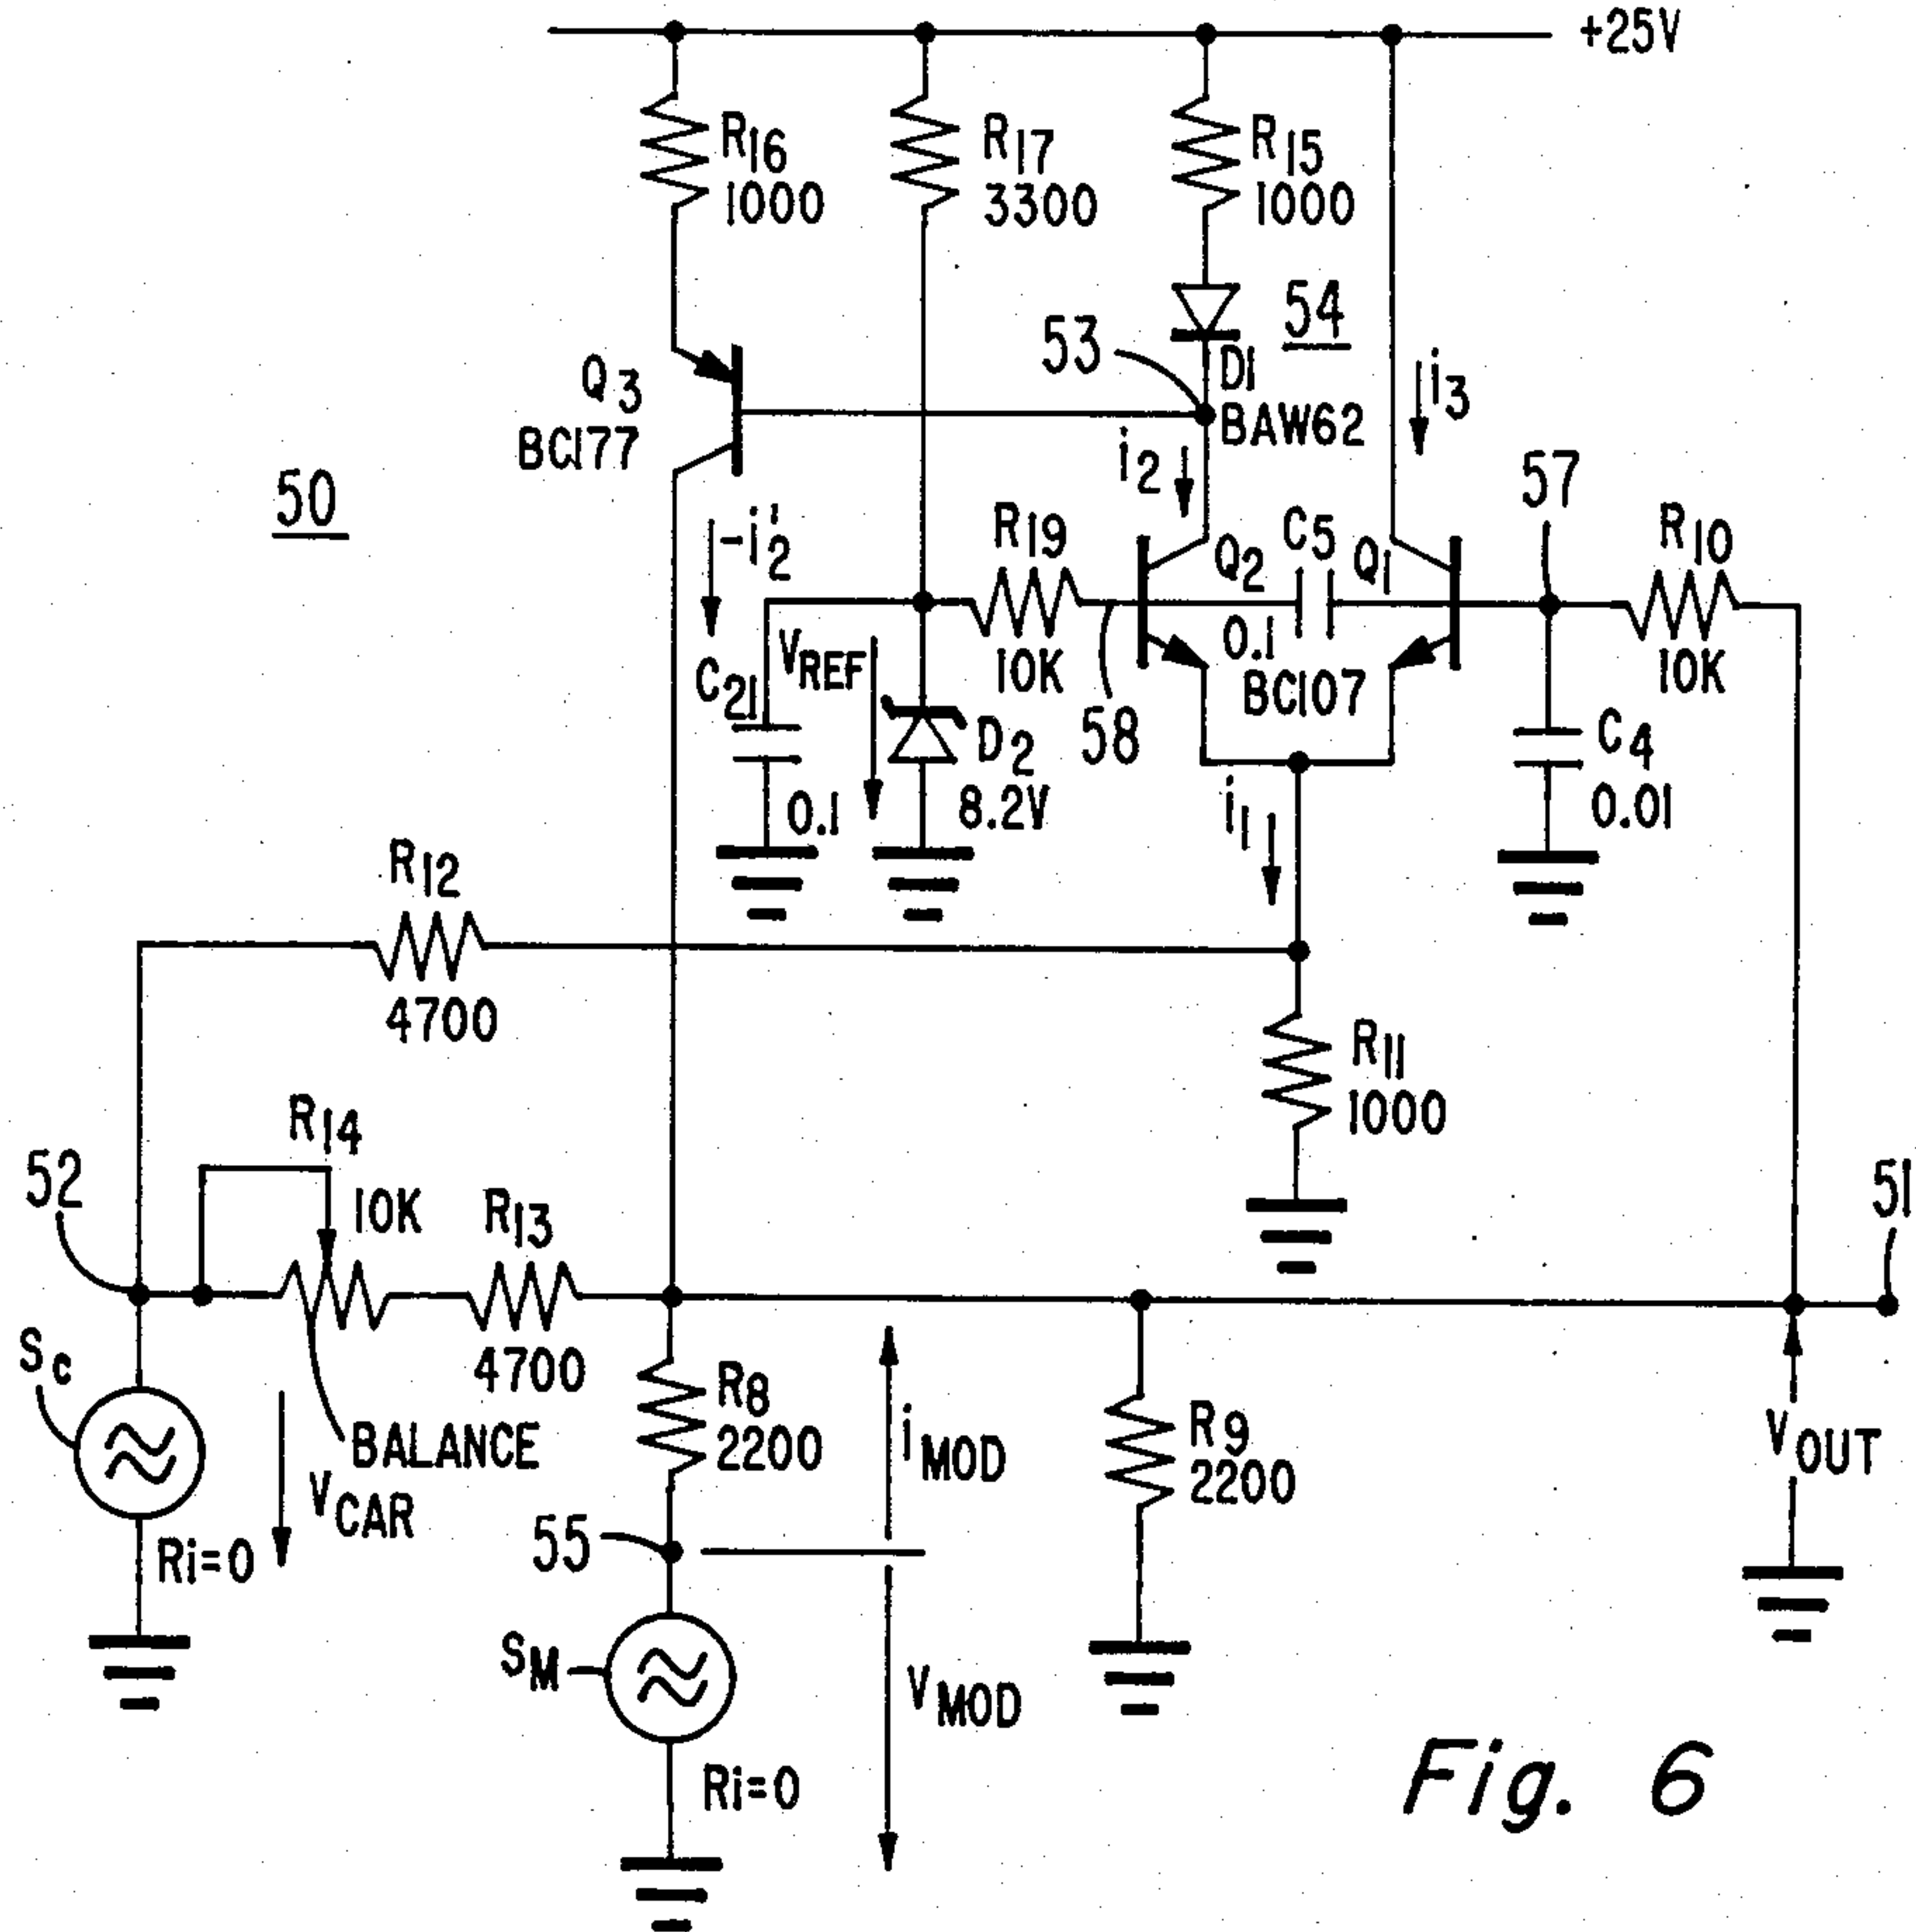 +25V
R16
1000
R17
3300
R15
1000
54
53
D1
BAW62
i3
Q3
BC177
i2
57
50
-i2'
R19
10K
Q2
C5
0.1
Q1
BC107
R10
10K
VREF
C21
0.1
58
D2
8.2V
i1
C4
0.01
R12
4700
R11
1000
R14
10K
R13
4700
52
51
Sc
BALANCE
VCAR
Ri=0
R8
2200
iMOD
R9
2200
VOUT
55
SM
VMOD
Ri=0
Fig. 6